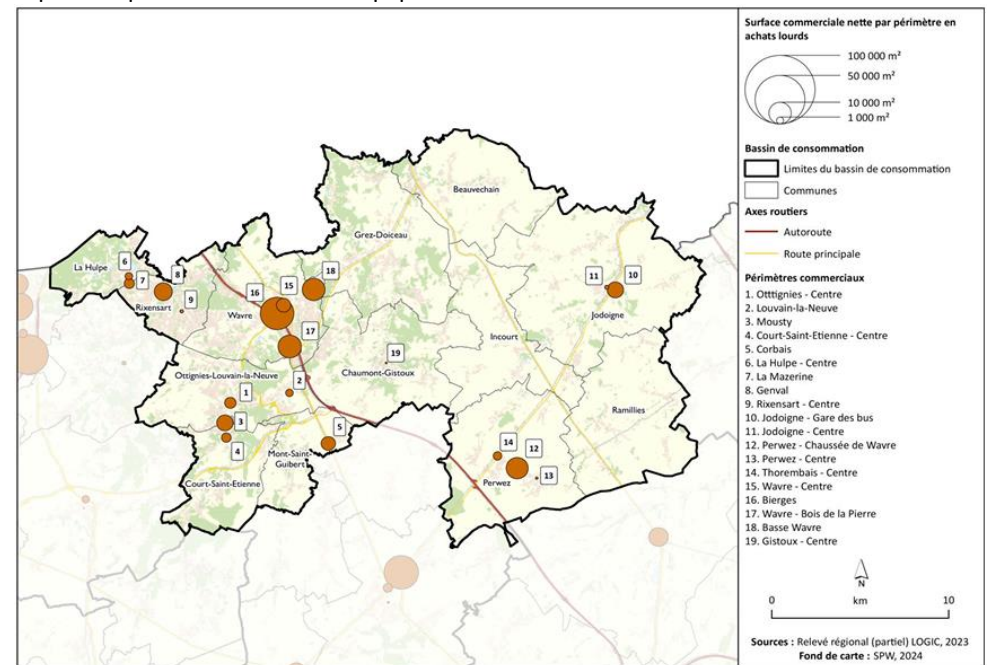 Surface commerciale nette par périmètre en
achats lourds
100 000 m²
50 000 m²
10 000 m²
1 000 m²
Bassin de consommation
Limites du bassin de consommation
Communes
Axes routiers
Autoroute
Route principale
Périmètres commerciaux
1. Otttignies - Centre
2. Louvain-la-Neuve
3. Mousty
4. Court-Saint-Etienne - Centre
5. Corbais
6. La Hulpe - Centre
7. La Mazerine
8. Genval
9. Rixensart - Centre
10. Jodoigne - Gare des bus
11. Jodoigne - Centre
12. Perwez - Chaussée de Wavre
13. Perwez - Centre
14. Thorembais - Centre
15. Wavre - Centre
16. Bierges
17. Wavre - Bois de la Pierre
18. Basse Wavre
19. Gistoux - Centre
N
0 km 10
Sources : Relevé régional (partiel) LOGIC, 2023
Fond de carte : SPW, 2024
Beauvechain
Grez-Doiceau
La Hulpe
6
7
8
9
Rixensart
18
15
16
Wavre
17
11
10
Jodoigne
Incourt
19
Chaumont-Gistoux
Ottignies-Louvain-la-Neuve
2
1
3
4
5
Mont-Saint-
Guibert
Court-Saint-Etienne
Ramillies
14
12
13
Perwez